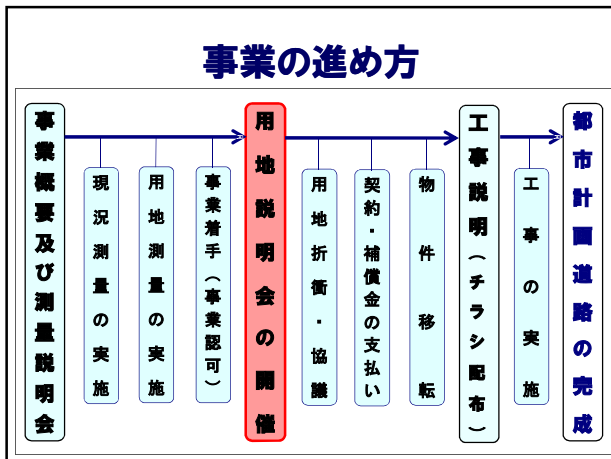 事業の進め方
事業概要及び測量説明会
現況測量の実施
用地測量の実施
事業着手（事業認可）
用地説明会の開催
用地折衝・協議
契約・補償金の支払い
物件移転
工事説明（チラシ配布）
工事の実施
都市計画道路の完成